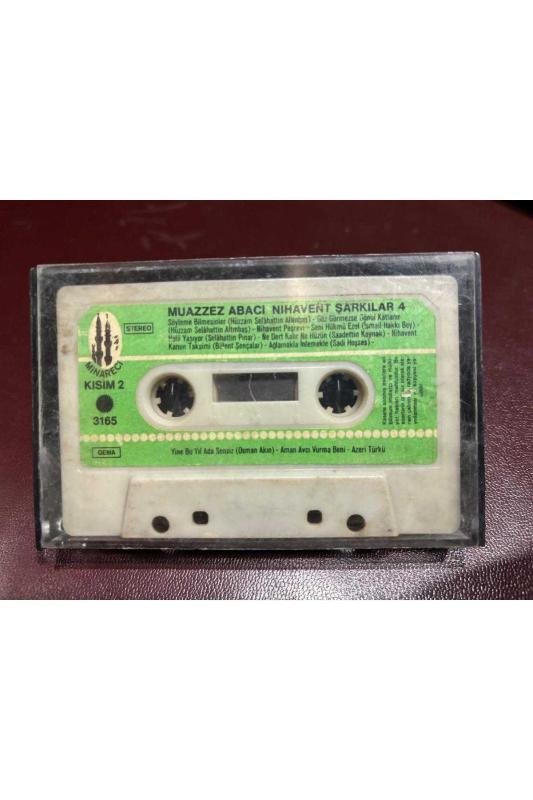 MUAZZEZ ABACI NİHAVENT ŞARKILAR 4
Söyleme Bilmesinler (Hüzzam Selâhattin Altınbaş) - Göz Görmezse Gönül Katlanır
(Hüzzam Selâhattin Altınbaş) - Nihavent Peşrevi - Seni Hükmü Ezel (İsmail Hakkı Bey) -
Hâlâ Yaşıyor (Selâhattin Pınar) - Ne Dert Kalır Ne Hüzün (Saadettin Kaynak) - Nihavent
Kanun Taksimi (Bülent Şençalar) - Ağlamakla İnlemekle (Sadi Hoşses) -
STEREO
MİNARECİ
KISIM 2
3165
GEMA
Yine Bu Yıl Ada Sensiz (Osman Akın) - Aman Avcı Vurma Beni - Azeri Türkü